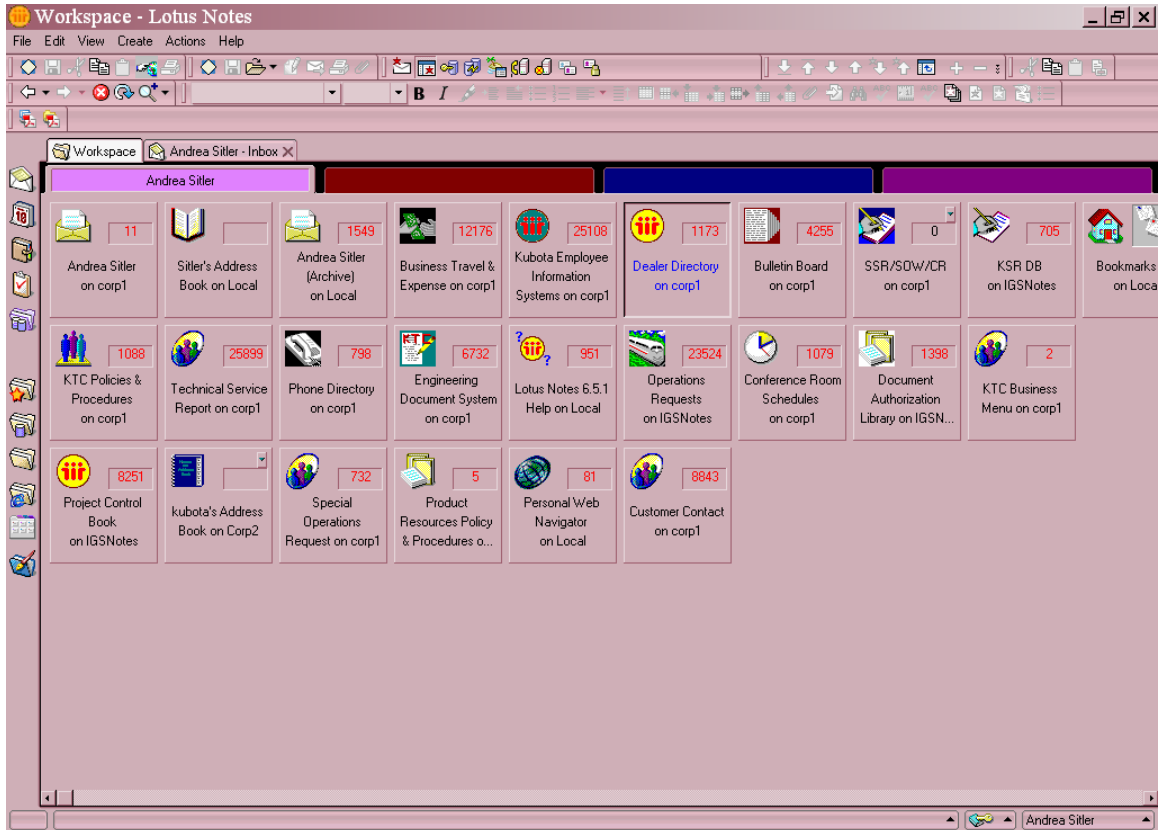 Workspace - Lotus Notes
File Edit View Create Actions Help
B I
Workspace
Andrea Sitler - Inbox
Andrea Sitler
11
Andrea Sitler
on corp1
Sitler's Address
Book on Local
1549
Andrea Sitler
(Archive)
on Local
12176
Business Travel &
Expense on corp1
25108
Kubota Employee
Information
Systems on corp1
1173
Dealer Directory
on corp1
4255
Bulletin Board
on corp1
0
SSR/SOW/CR
on corp1
705
KSR DB
on IGSNotes
Bookmarks
on Loca
1088
KTC Policies &
Procedures
on corp1
25899
Technical Service
Report on corp1
798
Phone Directory
on corp1
6732
Engineering
Document System
on corp1
951
Lotus Notes 6.5.1
Help on Local
23524
Operations
Requests
on IGSNotes
1079
Conference Room
Schedules
on corp1
1398
Document
Authorization
Library on IGSN...
2
KTC Business
Menu on corp1
8251
Project Control
Book
on IGSNotes
kubota's Address
Book on Corp2
732
Special
Operations
Request on corp1
5
Product
Resources Policy
& Procedures o...
81
Personal Web
Navigator
on Local
8843
Customer Contact
on corp1
Andrea Sitler